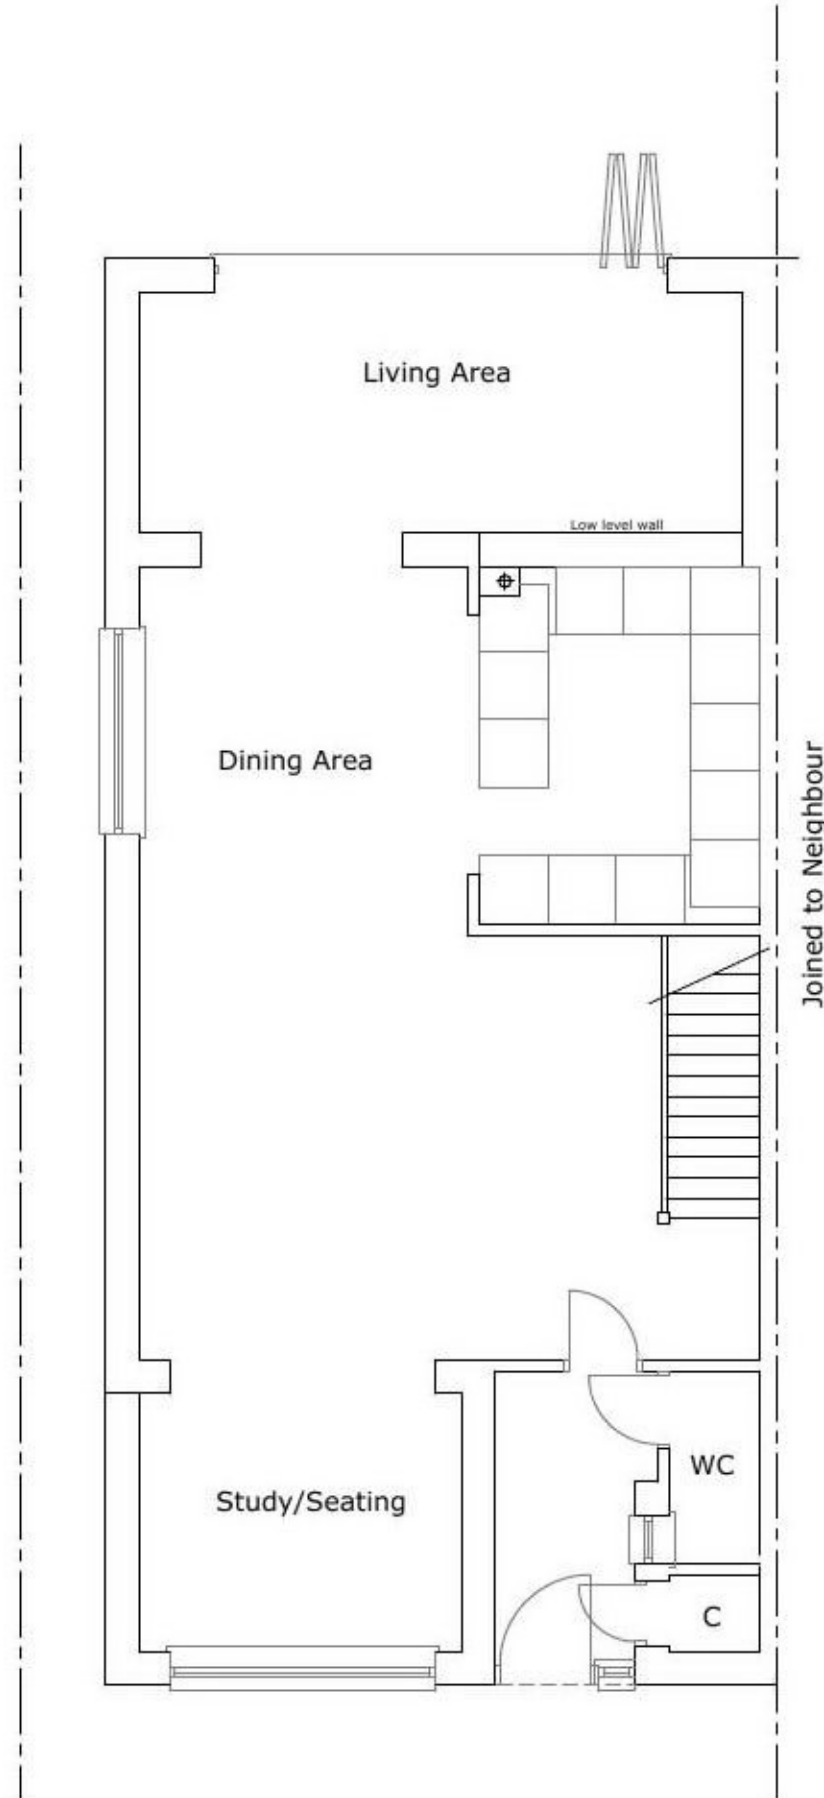 Living Area
Low level wall
Dining Area
Joined to Neighbour
WC
Study/Seating
C